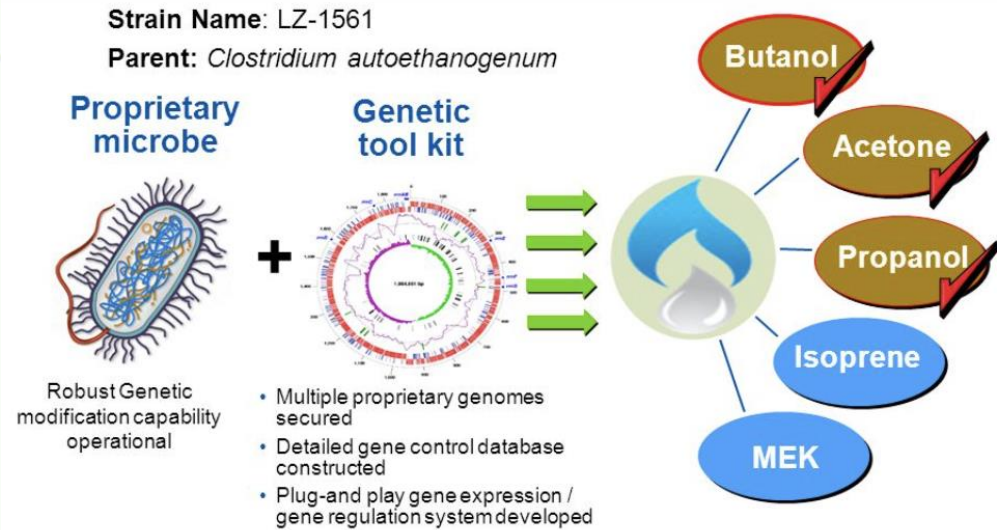 Strain Name: LZ-1561
Parent: Clostridium autoethanogenum
Proprietary
microbe
Genetic
tool kit
Robust Genetic
modification capability
operational
• Multiple proprietary genomes
secured
• Detailed gene control database
constructed
• Plug-and play gene expression /
gene regulation system developed
Butanol
Acetone
Propanol
Isoprene
MEK